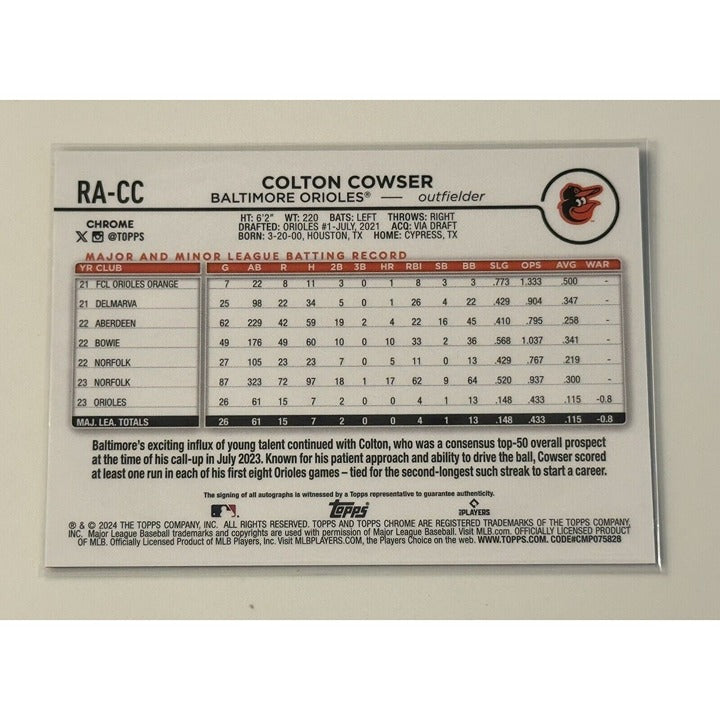 RA-CC
COLTON COWSER
BALTIMORE ORIOLES® — outfielder
CHROME
@TOPPS
HT: 6'2" WT: 220 BATS: LEFT THROWS: RIGHT
DRAFTED: ORIOLES #1-JULY, 2021 ACQ: VIA DRAFT
BORN: 3-20-00, HOUSTON, TX HOME: CYPRESS, TX
MAJOR AND MINOR LEAGUE BATTING RECORD
YR CLUB G AB R H 2B 3B HR RBI SB BB SLG OPS AVG WAR
21 FCL ORIOLES ORANGE 7 22 8 11 3 0 1 8 3 3 .773 1.333 .500 -
21 DELMARVA 25 98 22 34 5 0 1 26 4 22 .429 .904 .347 -
22 ABERDEEN 62 229 42 59 19 2 4 22 16 45 .410 .795 .258 -
22 BOWIE 49 176 49 60 10 0 10 33 2 36 .568 1.037 .341 -
22 NORFOLK 27 105 23 23 7 0 5 11 0 13 .429 .767 .219 -
23 NORFOLK 87 323 72 97 18 1 17 62 9 64 .520 .937 .300 -
23 ORIOLES 26 61 15 7 2 0 0 4 1 13 .148 .433 .115 -0.8
MAJ. LEA. TOTALS 26 61 15 7 2 0 0 4 1 13 .148 .433 .115 -0.8
Baltimore's exciting influx of young talent continued with Colton, who was a consensus top-50 overall prospect
at the time of his call-up in July 2023. Known for his patient approach and ability to drive the ball, Cowser scored
at least one run in each of his first eight Orioles games – tied for the second-longest such streak to start a career.
The signing of all autographs is witnessed by a Topps representative to guarantee authenticity.
topps
PLAYERS
® & © 2024 THE TOPPS COMPANY, INC. ALL RIGHTS RESERVED. TOPPS AND TOPPS CHROME ARE REGISTERED TRADEMARKS OF THE TOPPS COMPANY,
INC. Major League Baseball trademarks and copyrights are used with permission of Major League Baseball. Visit MLB.com. OFFICIALLY LICENSED PRODUCT
OF MLB. Officially Licensed Product of MLB Players, Inc. Visit MLBPLAYERS.COM, the Players Choice on the web. WWW.TOPPS.COM. CODE#CMP075828